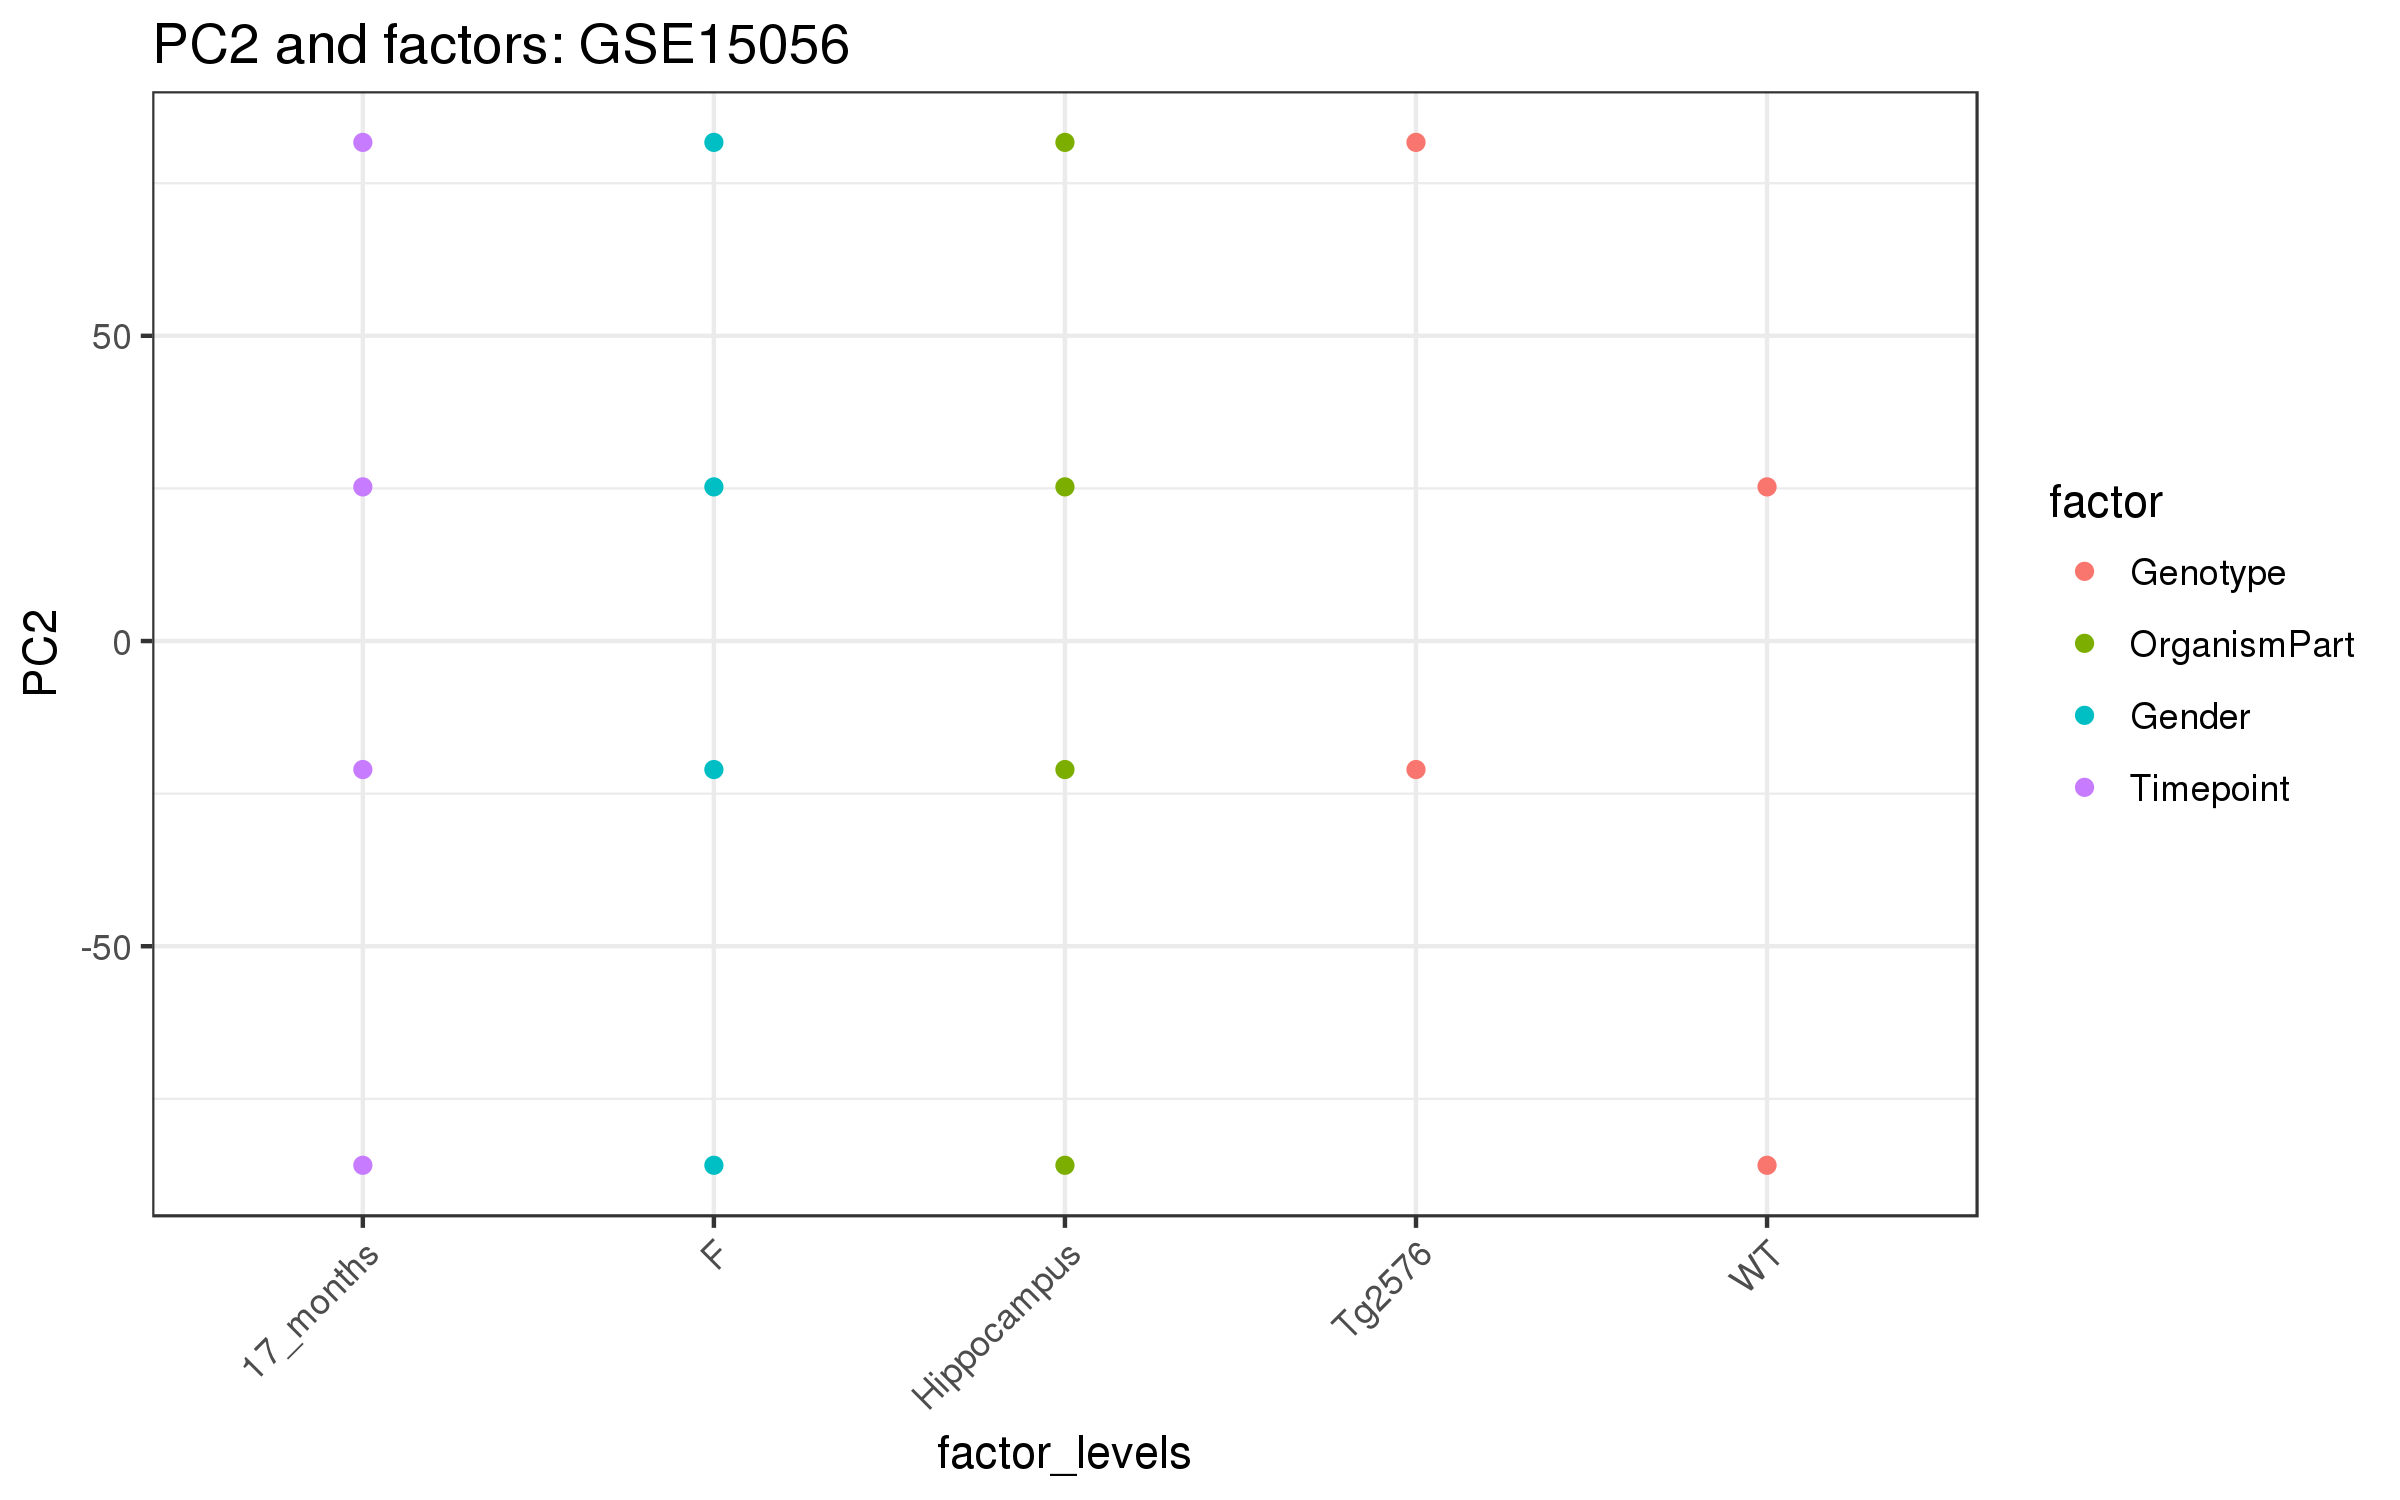 PC2 and factors: GSE15056
PC2
50
0
-50
17_months
F
Hippocampus
Tg2576
WT
factor_levels
factor
Genotype
OrganismPart
Gender
Timepoint